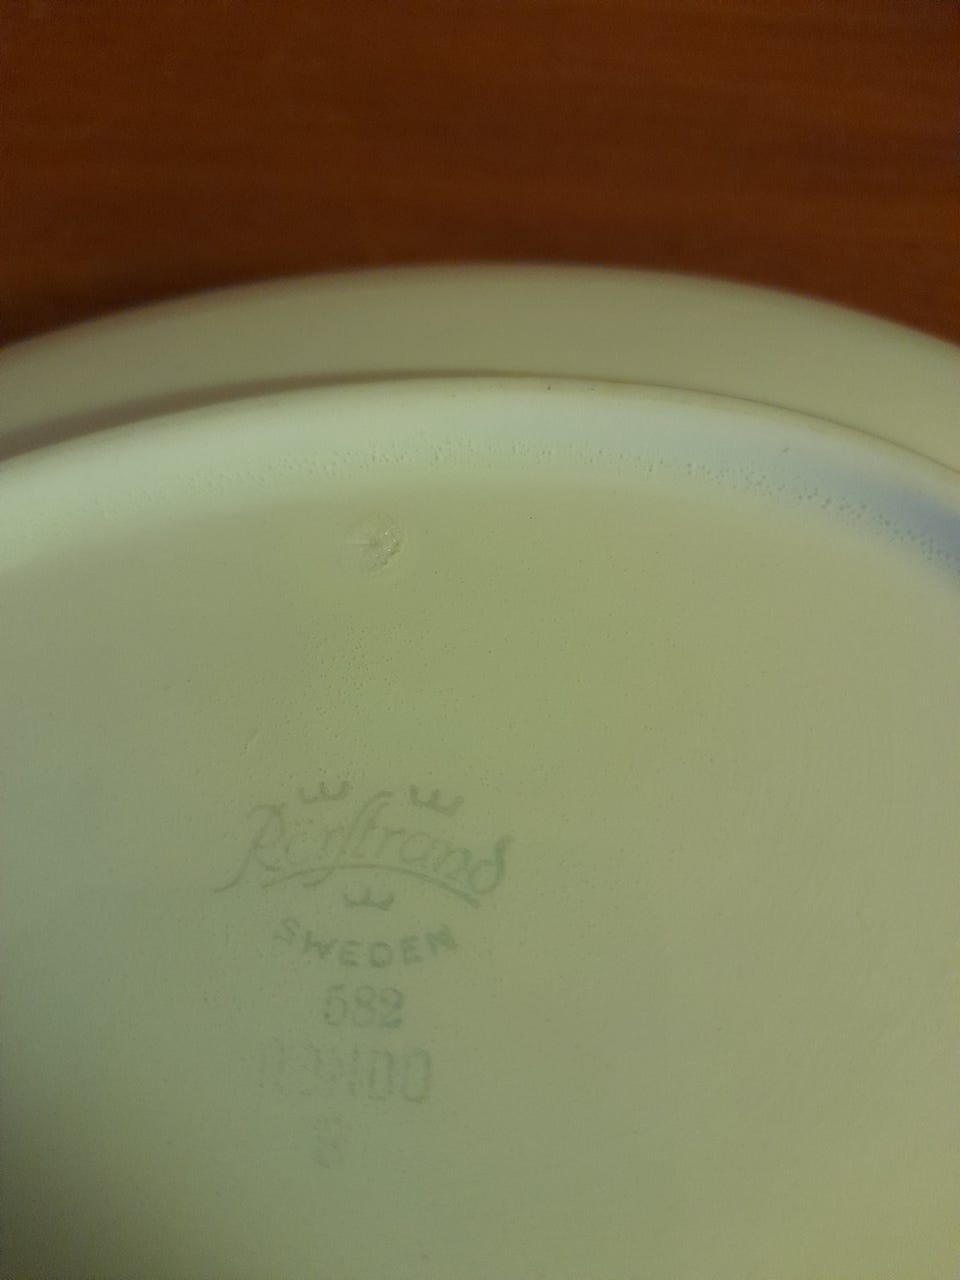 Rörstrand
SWEDEN
582